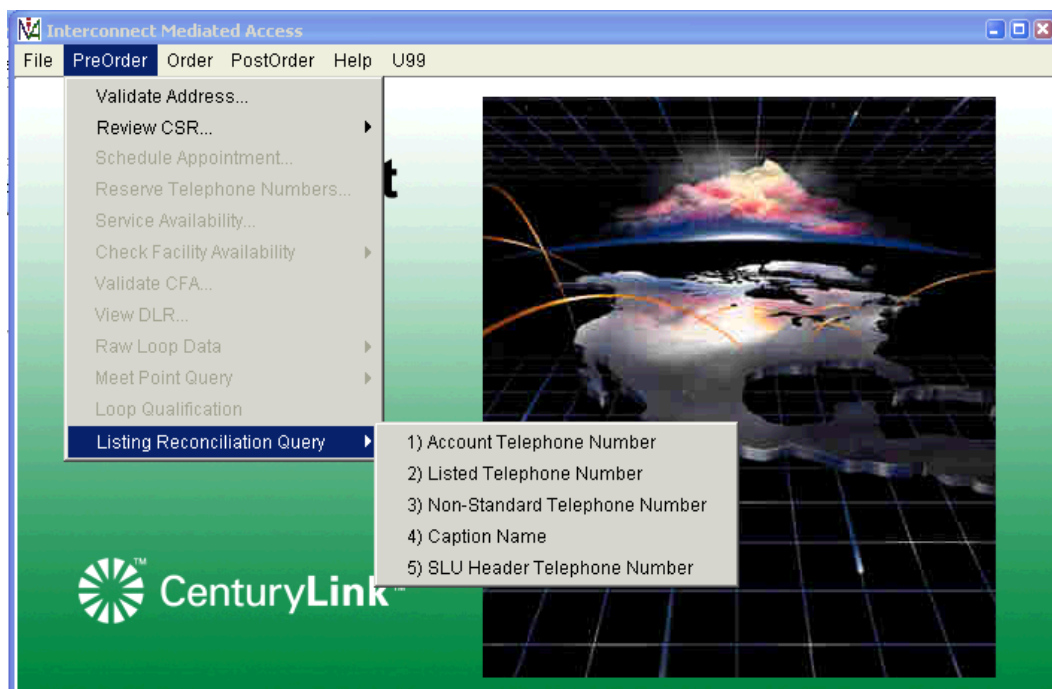 Interconnect Mediated Access
File PreOrder Order PostOrder Help U99
Validate Address...
Review CSR...
Schedule Appointment...
Reserve Telephone Numbers...
Service Availability...
Check Facility Availability
Validate CFA...
View DLR...
Raw Loop Data
Meet Point Query
Loop Qualification
Listing Reconciliation Query
1) Account Telephone Number
2) Listed Telephone Number
3) Non-Standard Telephone Number
4) Caption Name
5) SLU Header Telephone Number
t
CenturyLink™